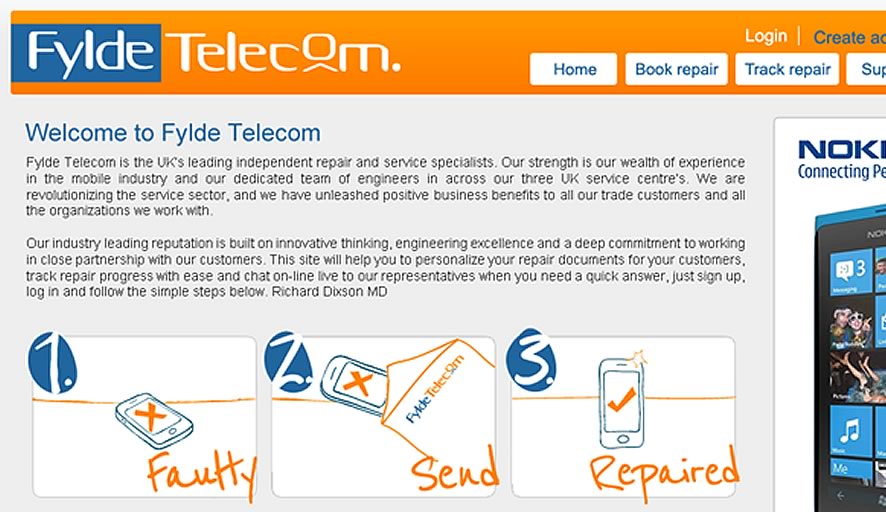 Fylde Telecom.
Login | Create
Home Book repair Track repair
Welcome to Fylde Telecom
Fylde Telecom is the UK's leading independent repair and service specialists. Our strength is our wealth of experience
in the mobile industry and our dedicated team of engineers in across our three UK service centre's. We are
revolutionizing the service sector, and we have unleashed positive business benefits to all our trade customers and all
the organizations we work with.
Our industry leading reputation is built on innovative thinking, engineering excellence and a deep commitment to working
in close partnership with our customers. This site will help you to personalize your repair documents for your customers,
track repair progress with ease and chat on-line live to our representatives when you need a quick answer, just sign up,
log in and follow the simple steps below. Richard Dixson MD
1.
Faulty
2.
Fylde Telecom
Send
3.
Repaired
NOKI
Connecting Pe
NOK
3
Messaging
Pictures
Music
Me